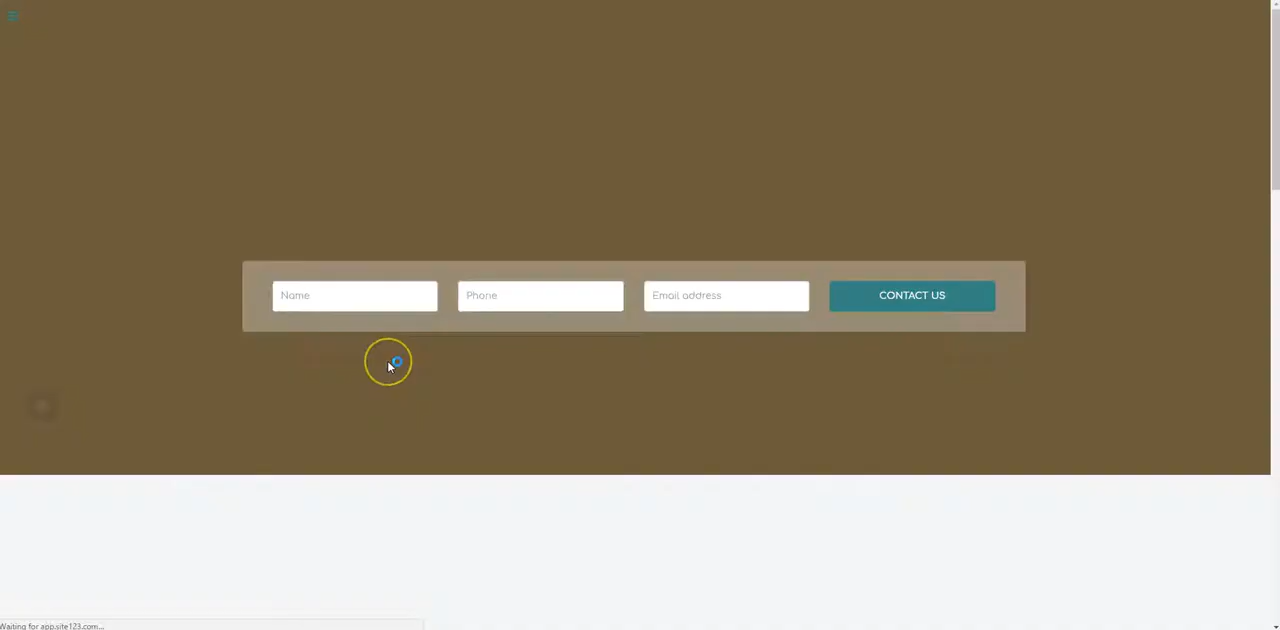 Name
Phone
Email address
CONTACT US
Waiting for app.site123.com...